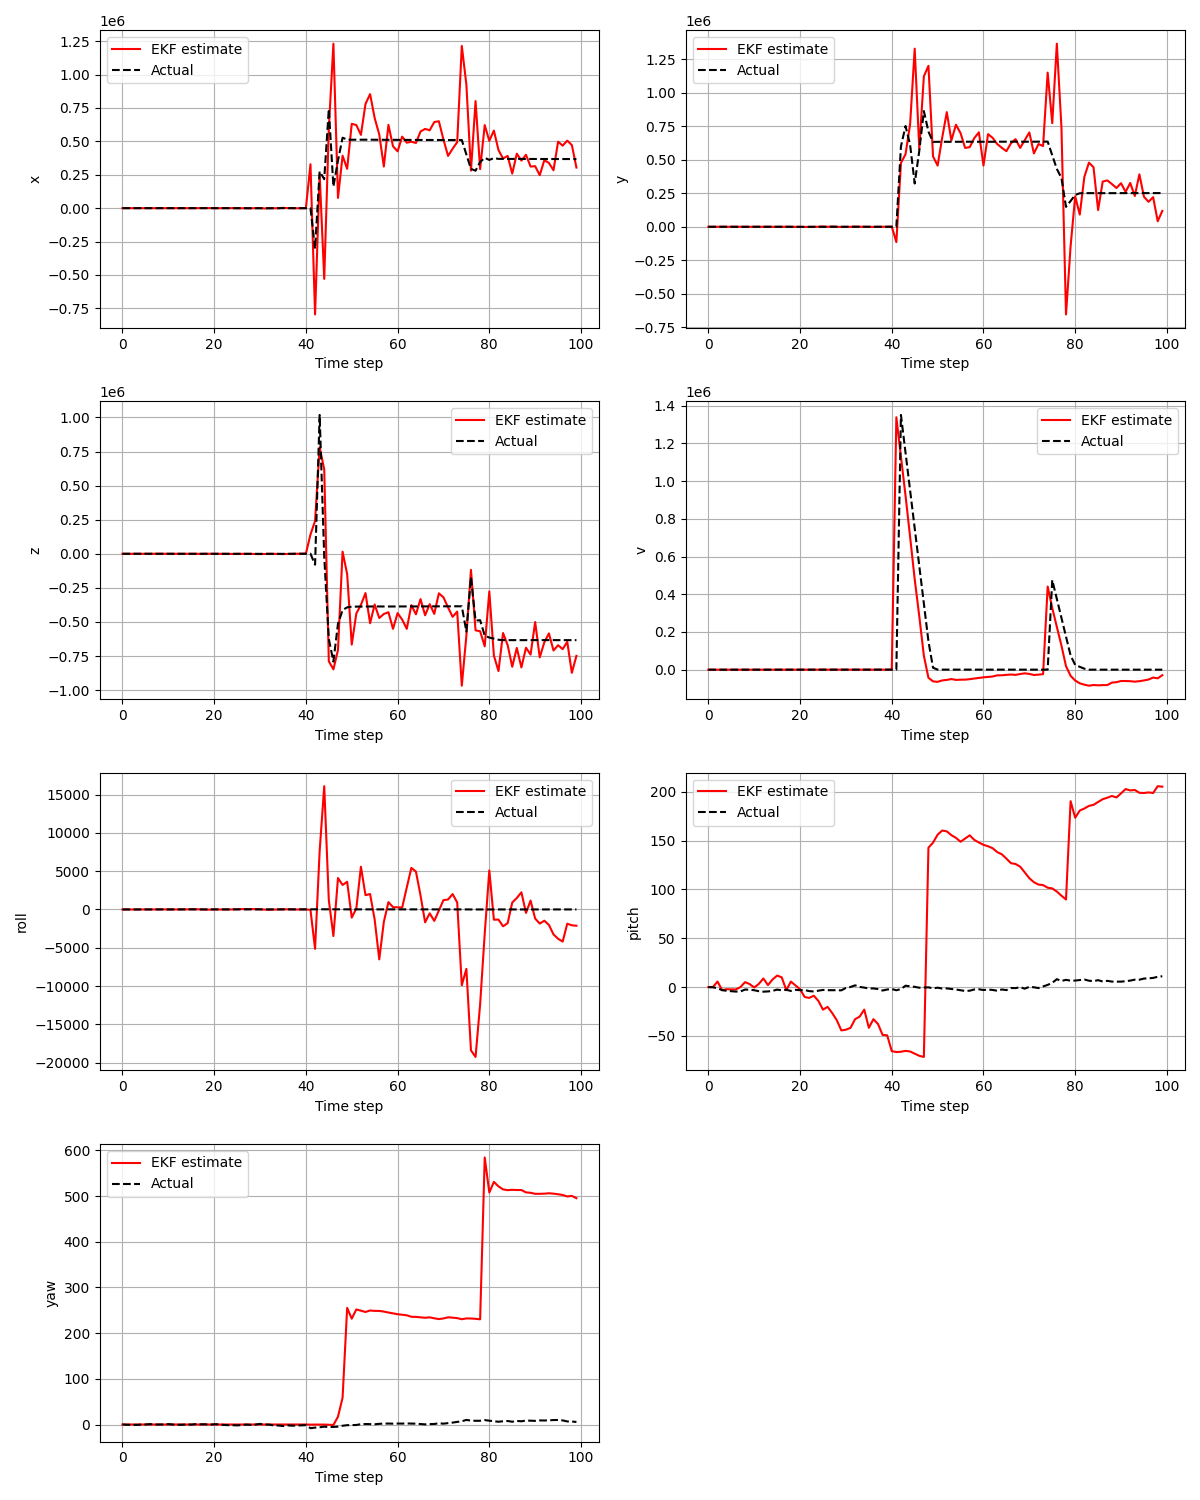 1e6
EKF estimate
Actual
1.25
1.00
0.75
0.50
0.25
0.00
−0.25
−0.50
−0.75
x
0 20 40 60 80 100
Time step
1e6
EKF estimate
Actual
1.25
1.00
0.75
0.50
0.25
0.00
−0.25
−0.50
−0.75
y
0 20 40 60 80 100
Time step
1e6
EKF estimate
Actual
1.00
0.75
0.50
0.25
0.00
−0.25
−0.50
−0.75
−1.00
z
0 20 40 60 80 100
Time step
1e6
EKF estimate
Actual
1.4
1.2
1.0
0.8
0.6
0.4
0.2
0.0
v
0 20 40 60 80 100
Time step
EKF estimate
Actual
15000
10000
5000
0
−5000
−10000
−15000
−20000
roll
0 20 40 60 80 100
Time step
EKF estimate
Actual
200
150
100
50
0
−50
pitch
0 20 40 60 80 100
Time step
EKF estimate
Actual
600
500
400
300
200
100
0
yaw
0 20 40 60 80 100
Time step